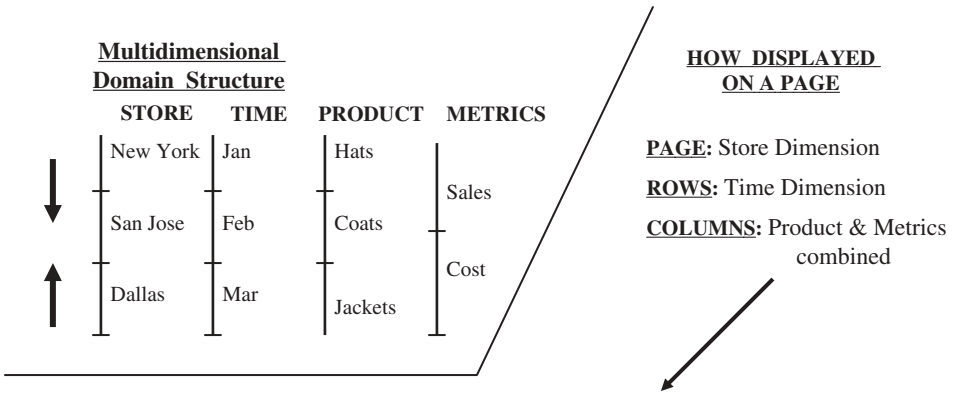 Multidimensional
Domain Structure
STORE TIME PRODUCT METRICS
New York Jan Hats
Sales
San Jose Feb Coats
Cost
Dallas Mar
Jackets
HOW DISPLAYED
ON A PAGE
PAGE: Store Dimension
ROWS: Time Dimension
COLUMNS: Product & Metrics
combined